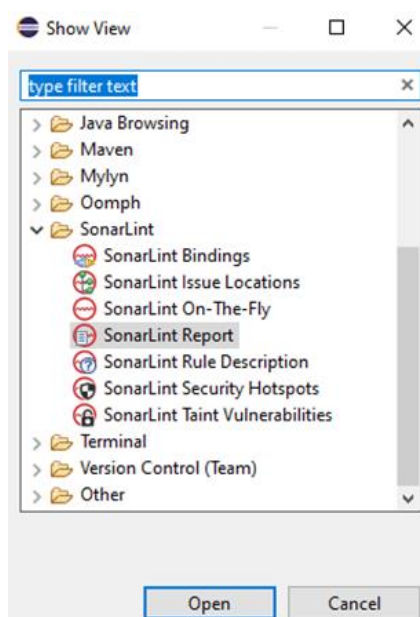 Show View
type filter text
Java Browsing
Maven
Mylyn
Oomph
SonarLint
SonarLint Bindings
SonarLint Issue Locations
SonarLint On-The-Fly
SonarLint Report
SonarLint Rule Description
SonarLint Security Hotspots
SonarLint Taint Vulnerabilities
Terminal
Version Control (Team)
Other
Open Cancel